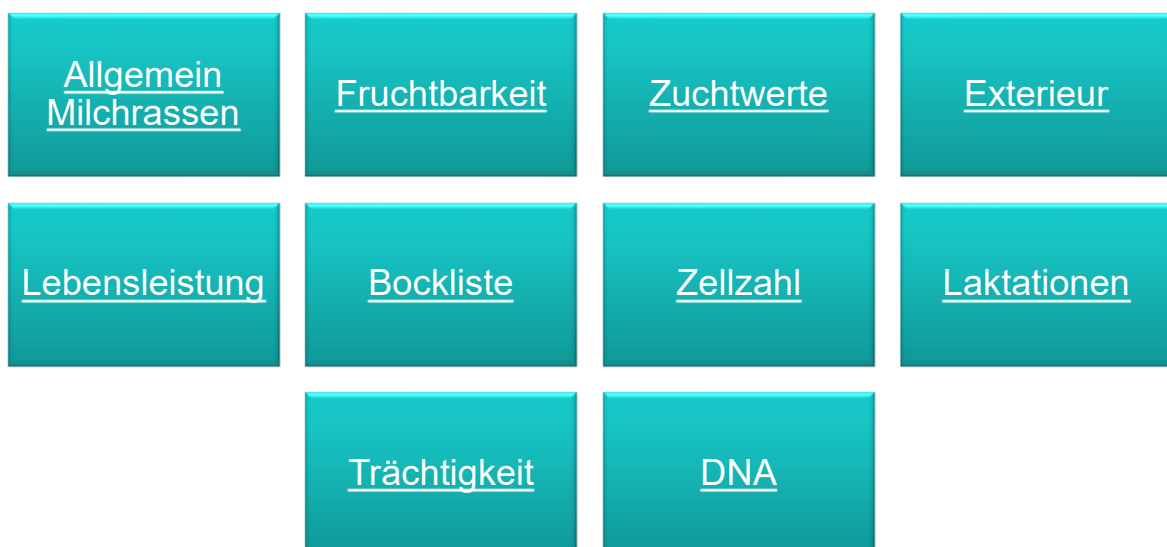 Allgemein
Milchrassen
Fruchtbarkeit
Zuchtwerte
Exterieur
Lebensleistung
Bockliste
Zellzahl
Laktationen
Trächtigkeit
DNA